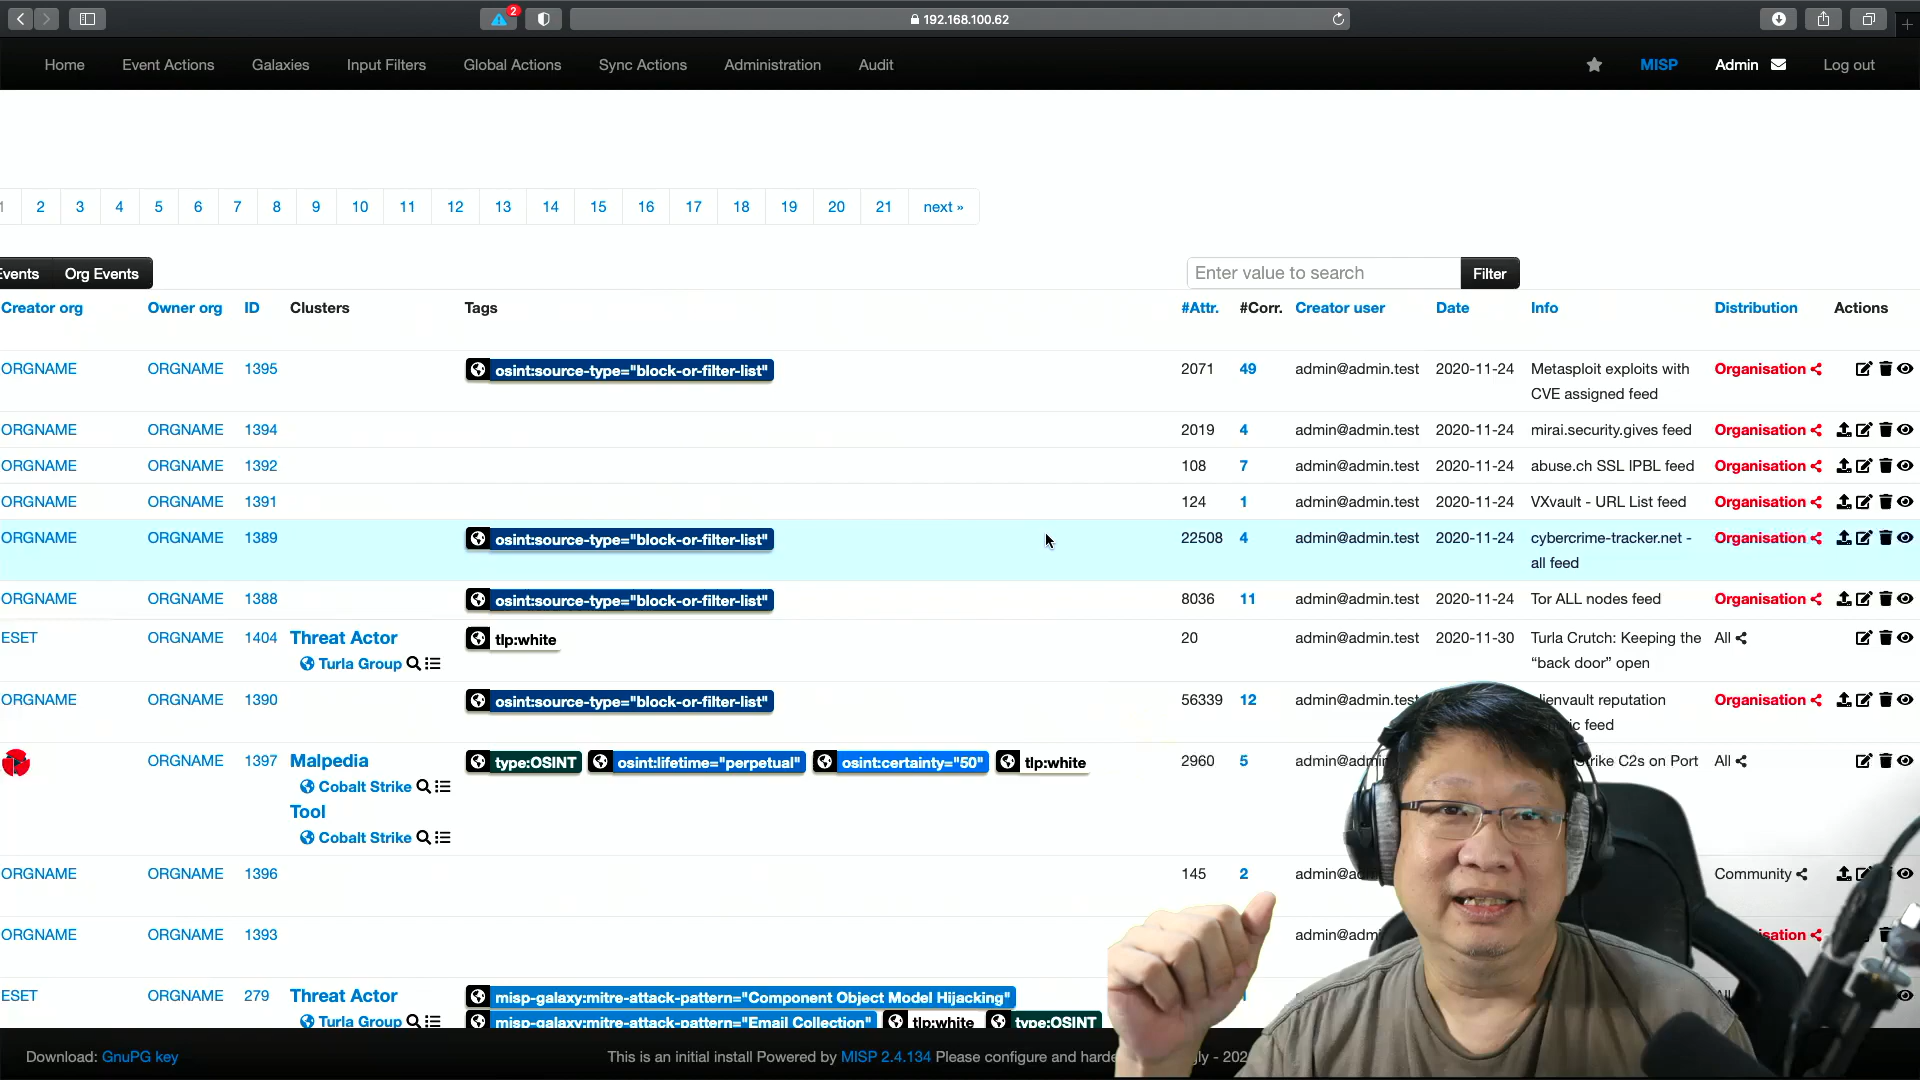 2
192.168.100.62
Home Event Actions Galaxies Input Filters Global Actions Sync Actions Administration Audit MISP Admin Log out
1 2 3 4 5 6 7 8 9 10 11 12 13 14 15 16 17 18 19 20 21 next »
Events Org Events Enter value to search Filter
Creator org Owner org ID Clusters Tags #Attr. #Corr. Creator user Date Info Distribution Actions
ORGNAME ORGNAME 1395 osint:source-type="block-or-filter-list" 2071 49 admin@admin.test 2020-11-24 Metasploit exploits with Organisation
CVE assigned feed
ORGNAME ORGNAME 1394 2019 4 admin@admin.test 2020-11-24 mirai.security.gives feed Organisation
ORGNAME ORGNAME 1392 108 7 admin@admin.test 2020-11-24 abuse.ch SSL IPBL feed Organisation
ORGNAME ORGNAME 1391 124 1 admin@admin.test 2020-11-24 VXvault - URL List feed Organisation
ORGNAME ORGNAME 1389 osint:source-type="block-or-filter-list" 22508 4 admin@admin.test 2020-11-24 cybercrime-tracker.net - Organisation
all feed
ORGNAME ORGNAME 1388 osint:source-type="block-or-filter-list" 8036 11 admin@admin.test 2020-11-24 Tor ALL nodes feed Organisation
ESET ORGNAME 1404 Threat Actor tlp:white 20 admin@admin.test 2020-11-30 Turla Crutch: Keeping the All
Turla Group “back door” open
ORGNAME ORGNAME 1390 osint:source-type="block-or-filter-list" 56339 12 admin@admin.test reputation Organisation
feed
ORGNAME 1397 Malpedia type:OSINT osint:lifetime="perpetual" osint:certainty="50" tlp:white 2960 5 C2s on Port All
Cobalt Strike
Tool
Cobalt Strike
ORGNAME ORGNAME 1396 145 2 Community
ORGNAME ORGNAME 1393
ESET ORGNAME 279 Threat Actor misp-galaxy:mitre-attack-pattern="Component Object Model Hijacking"
Turla Group misp-galaxy:mitre-attack-pattern="Email Collection" tlp:white type:OSINT
Download: GnuPG key This is an initial install Powered by MISP 2.4.134 Please configure and